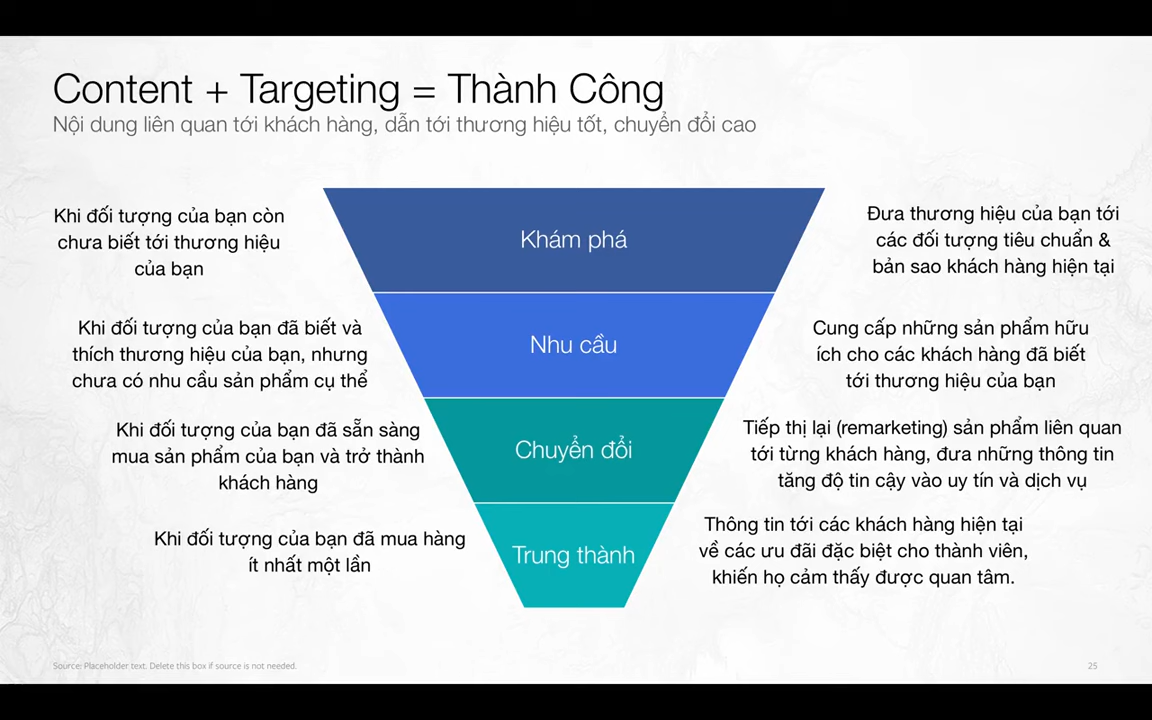 Content + Targeting = Thành Công
Nội dung liên quan tới khách hàng, dẫn tới thương hiệu tốt, chuyển đổi cao
Khi đối tượng của bạn còn
chưa biết tới thương hiệu
của bạn
Khám phá
Đưa thương hiệu của bạn tới
các đối tượng tiêu chuẩn &
bản sao khách hàng hiện tại
Khi đối tượng của bạn đã biết và
thích thương hiệu của bạn, nhưng
chưa có nhu cầu sản phẩm cụ thể
Nhu cầu
Cung cấp những sản phẩm hữu
ích cho các khách hàng đã biết
tới thương hiệu của bạn
Khi đối tượng của bạn đã sẵn sàng
mua sản phẩm của bạn và trở thành
khách hàng
Chuyển đổi
Tiếp thị lại (remarketing) sản phẩm liên quan
tới từng khách hàng, đưa những thông tin
tăng độ tin cậy vào uy tín và dịch vụ
Khi đối tượng của bạn đã mua hàng
ít nhất một lần
Trung thành
Thông tin tới các khách hàng hiện tại
về các ưu đãi đặc biệt cho thành viên,
khiến họ cảm thấy được quan tâm.
Source: Placeholder text. Delete this box if source is not needed.
25